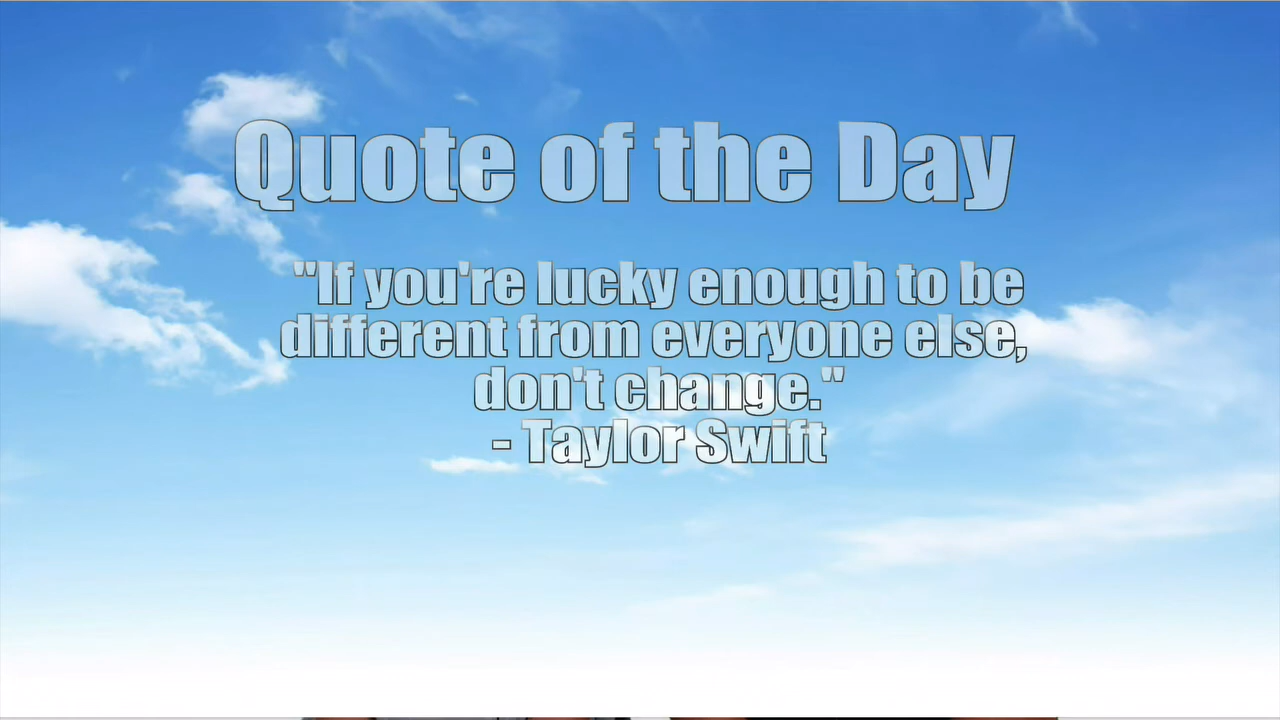 Quote of the Day
"If you're lucky enough to be
different from everyone else,
don't change."
- Taylor Swift